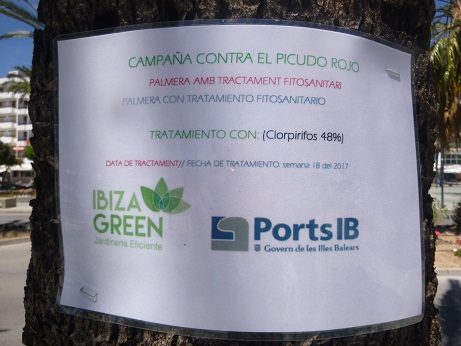 CAMPAÑA CONTRA EL PICUDO ROJO
PALMERA AMB TRACTAMENT FITOSANITARI
PALMERA CON TRATAMIENTO FITOSANITARIO
TRATAMIENTO CON: (Clorpirifos 48%)
DATA DE TRACTAMENT// FECHA DE TRATAMIENTO: semana 18 del 2017
IBIZA
GREEN
Jardinería Eficiente
PortsIB
Govern de les Illes Balears